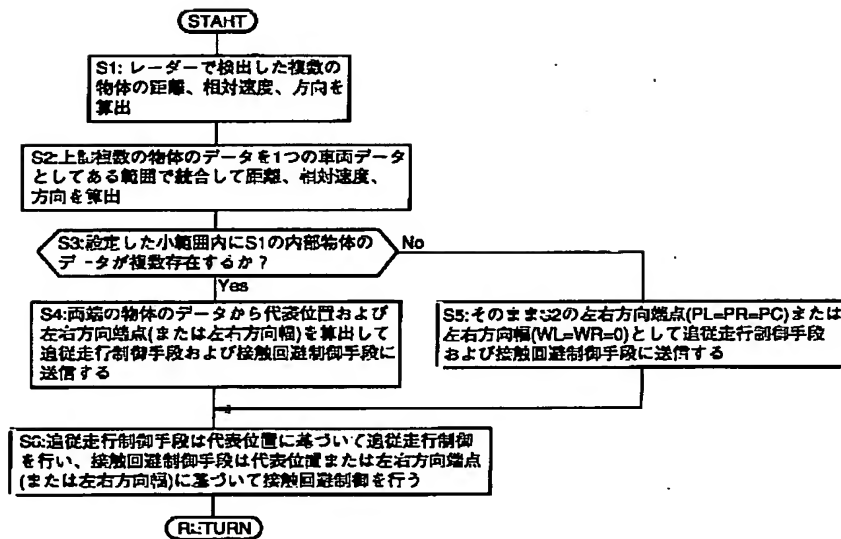 START
S1: レーダーで検出した複数の
物体の距離、相対速度、方向を
算出
S2:上記複数の物体のデータを1つの車両データ
としてある範囲で統合して距離、相対速度、
方向を算出
S3:設定した小範囲内にS1の内部物体の
データが複数存在するか？
No
Yes
S4:両端の物体のデータから代表位置および
左右方向端点(または左右方向幅)を算出して
追従走行制御手段および接触回避制御手段に
送信する
S5:そのままS2の左右方向端点(PL=PR=PC)または
左右方向幅(WL=WR=0)として追従走行制御手段
および接触回避制御手段に送信する
S6:追従走行制御手段は代表位置に基づいて追従走行制御
を行い、接触回避制御手段は代表位置または左右方向端点
(または左右方向幅)に基づいて接触回避制御を行う
RETURN